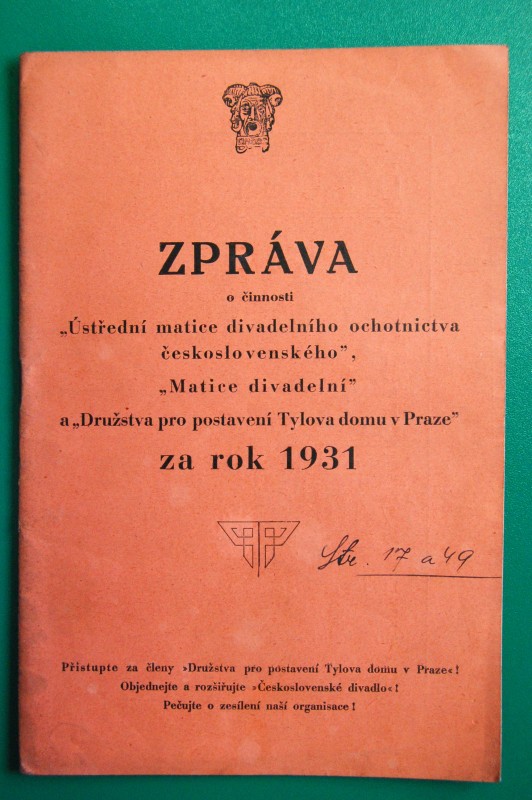 ZPRÁVA
o činnosti
„Ústřední matice divadelního ochotnictva
československého”,
„Matice divadelní”
a „Družstva pro postavení Tylova domu v Praze”
za rok 1931
Str. 17 a 49
Přistupte za členy »Družstva pro postavení Tylova domu v Praze«!
Objednejte a rozšiřujte »Československé divadlo«!
Pečujte o zesílení naší organisace!